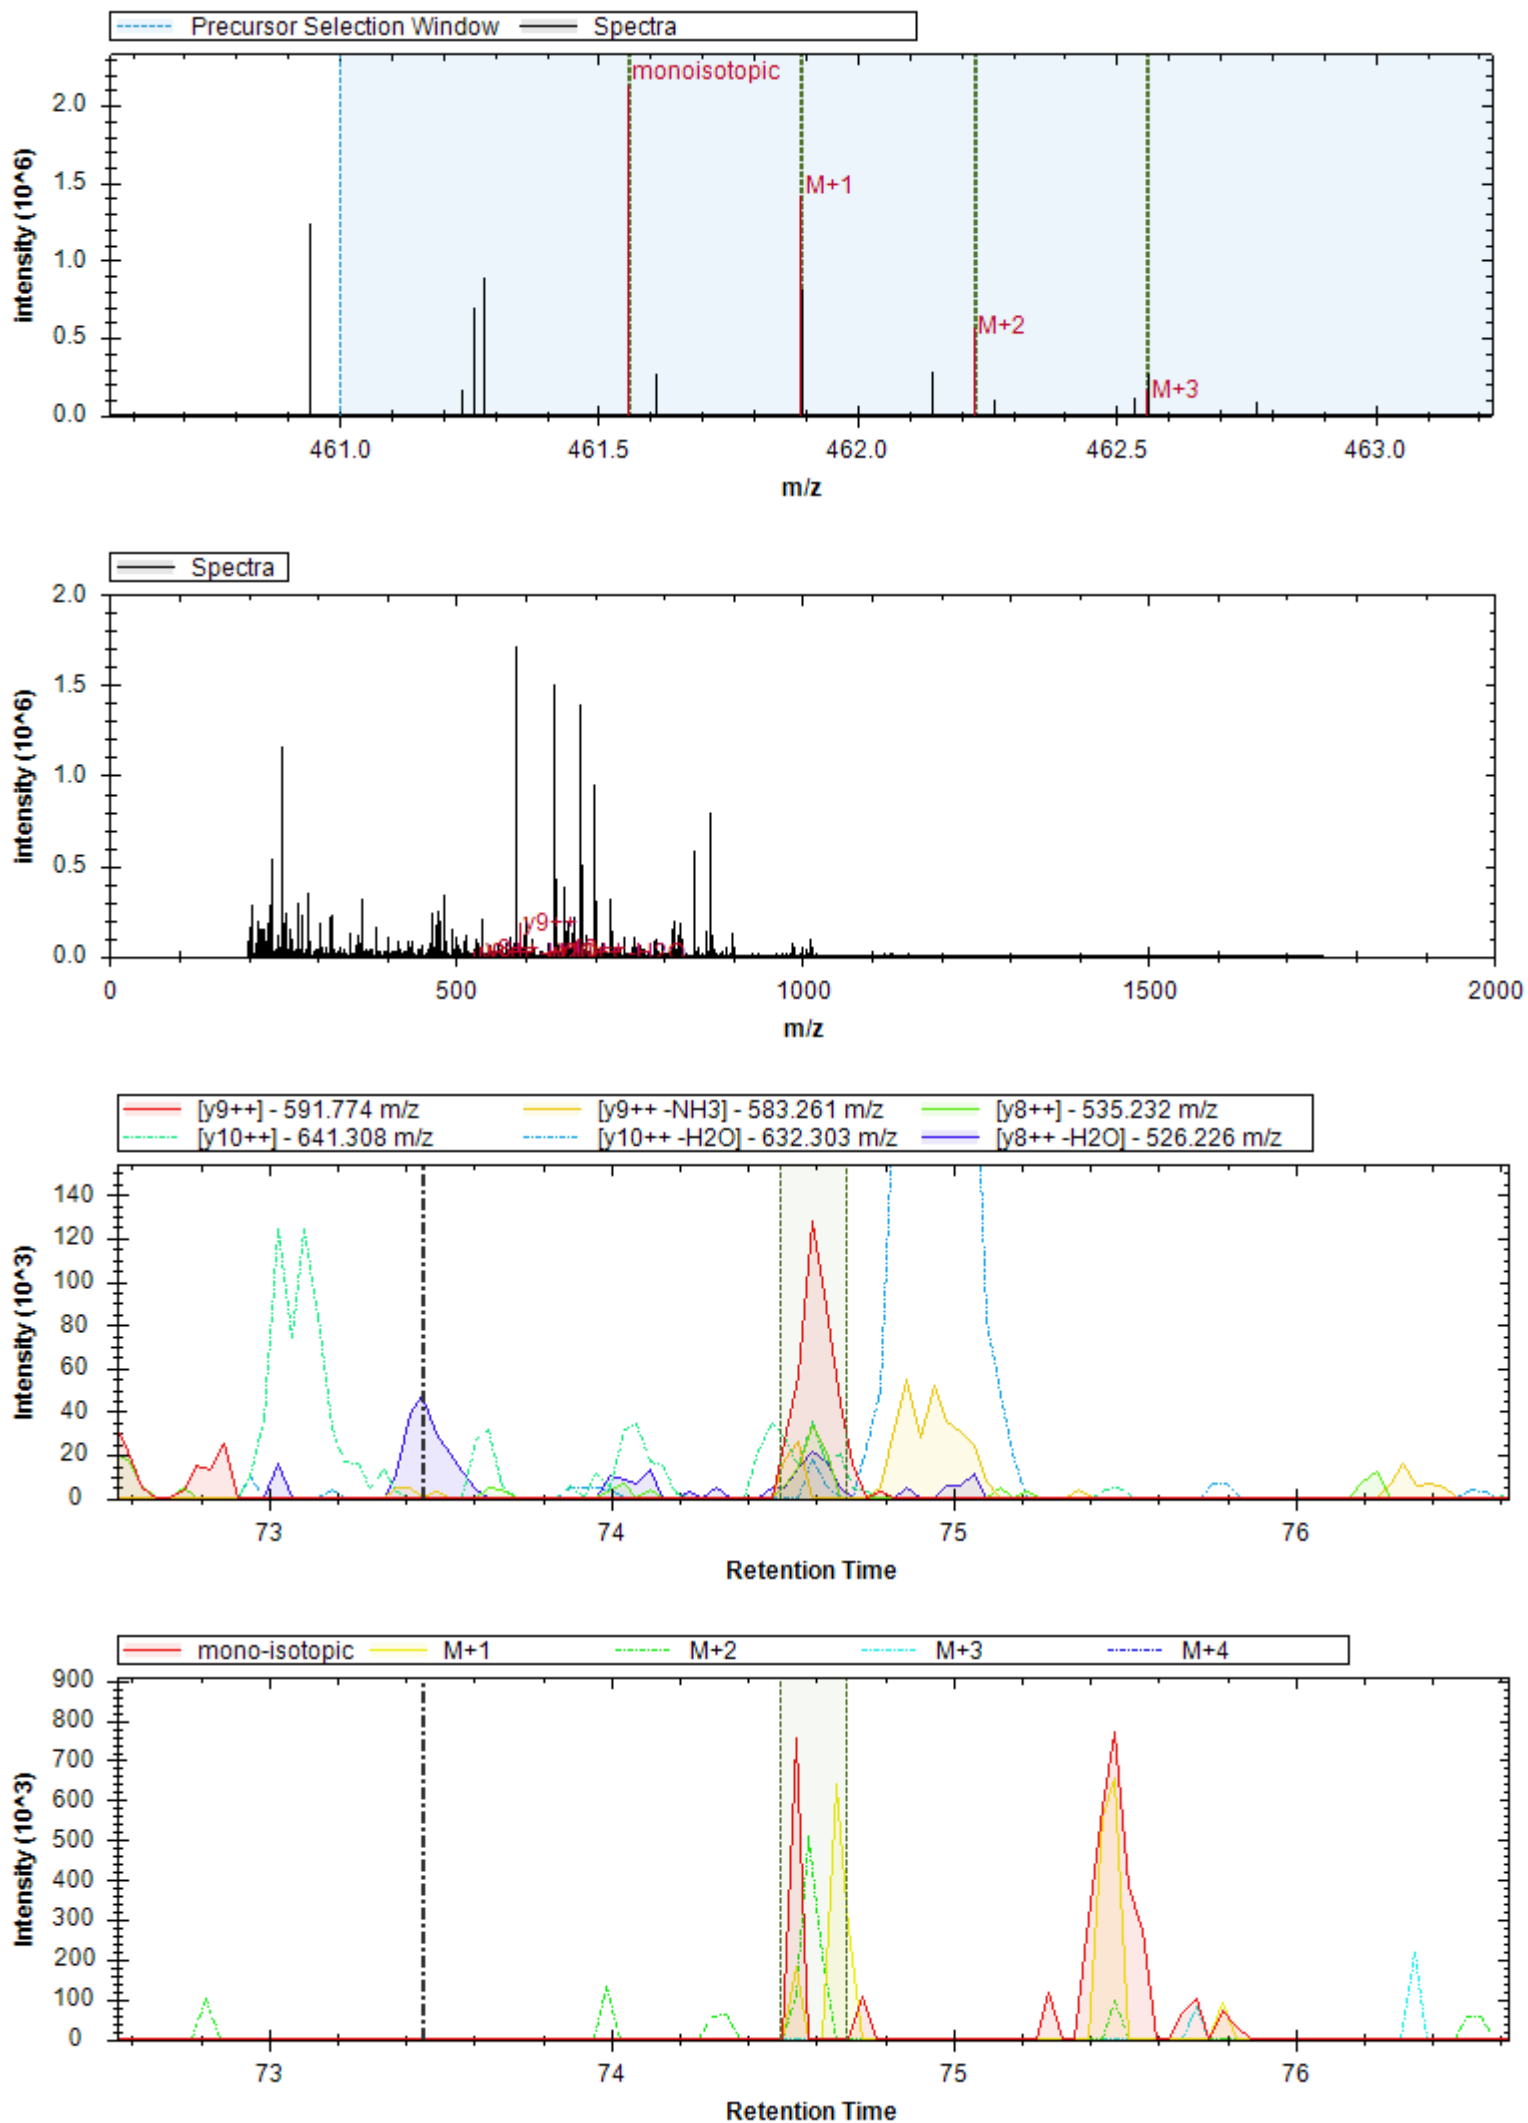 Precursor Selection Window Spectra
intensity (10^6)
2.0
1.5
1.0
0.5
0.0
monoisotopic
M+1
M+2
M+3
461.0 461.5 462.0 462.5 463.0
m/z
Spectra
intensity (10^6)
2.0
1.5
1.0
0.5
0.0
y9++
0 500 1000 1500 2000
m/z
[y9++] - 591.774 m/z [y9++ -NH3] - 583.261 m/z [y8++] - 535.232 m/z
[y10++] - 641.308 m/z [y10++ -H2O] - 632.303 m/z [y8++ -H2O] - 526.226 m/z
Intensity (10^3)
140
120
100
80
60
40
20
0
73 74 75 76
Retention Time
mono-isotopic M+1 M+2 M+3 M+4
Intensity (10^3)
900
800
700
600
500
400
300
200
100
0
73 74 75 76
Retention Time